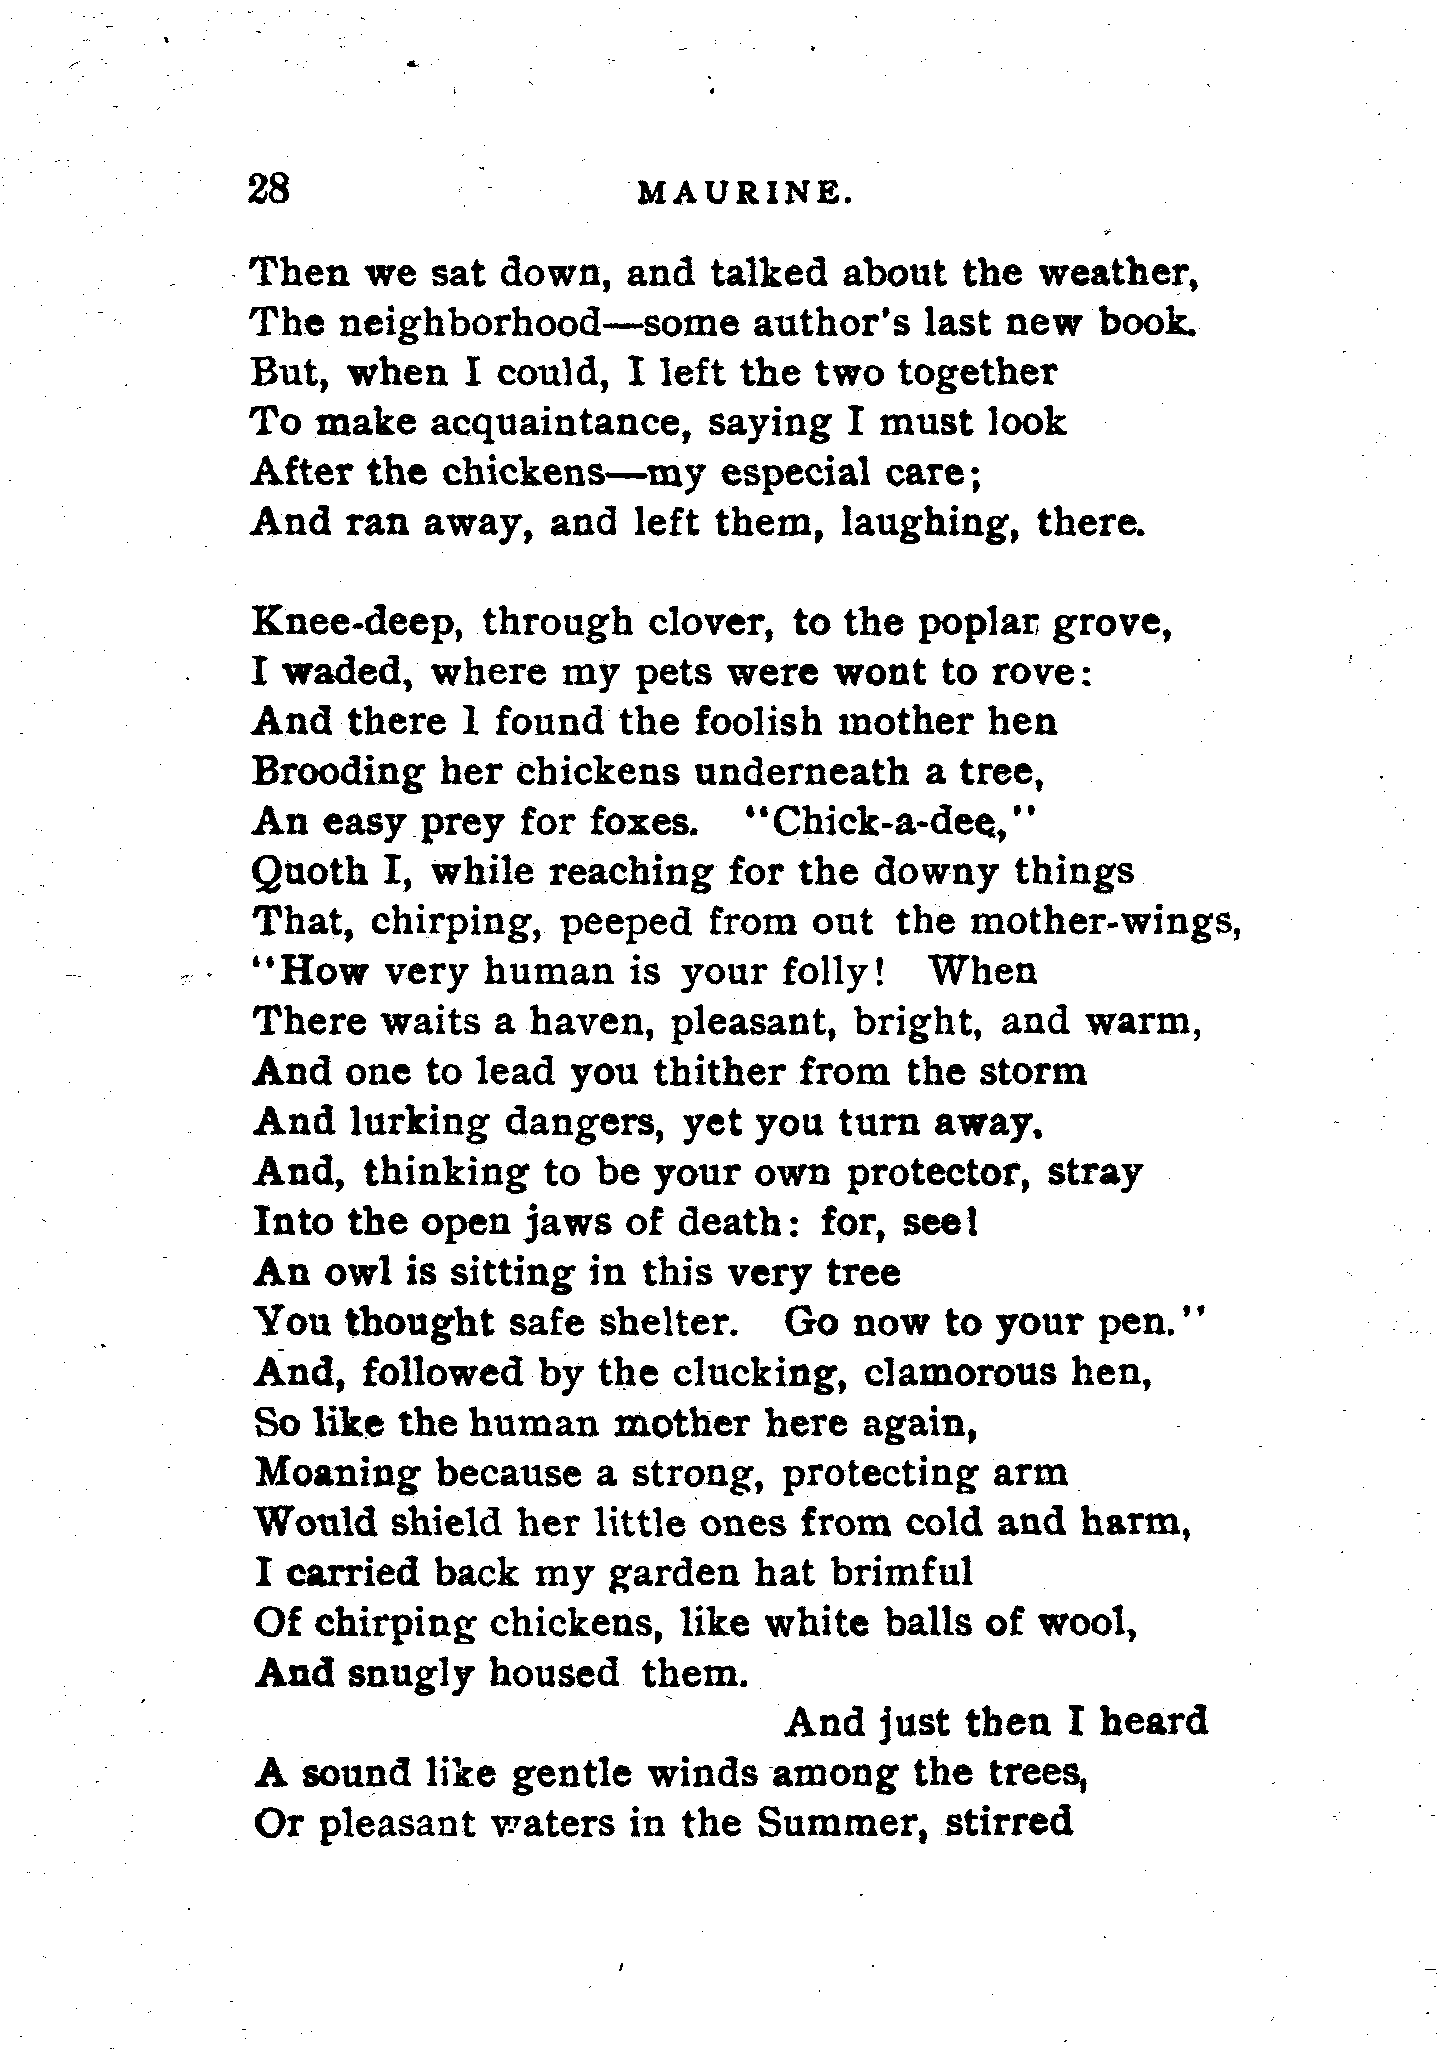 28 MAURINE.
Then we sat down, and talked about the weather,
The neighborhood—some author's last new book.
But, when I could, I left the two together
To make acquaintance, saying I must look
After the chickens—my especial care;
And ran away, and left them, laughing, there.
Knee-deep, through clover, to the poplar grove,
I waded, where my pets were wont to rove:
And there I found the foolish mother hen
Brooding her chickens underneath a tree,
An easy prey for foxes. "Chick-a-dee,"
Quoth I, while reaching for the downy things
That, chirping, peeped from out the mother-wings,
"How very human is your folly! When
There waits a haven, pleasant, bright, and warm,
And one to lead you thither from the storm
And lurking dangers, yet you turn away.
And, thinking to be your own protector, stray
Into the open jaws of death: for, see!
An owl is sitting in this very tree
You thought safe shelter. Go now to your pen."
And, followed by the clucking, clamorous hen,
So like the human mother here again,
Moaning because a strong, protecting arm
Would shield her little ones from cold and harm,
I carried back my garden hat brimful
Of chirping chickens, like white balls of wool,
And snugly housed them.
And just then I heard
A sound like gentle winds among the trees,
Or pleasant waters in the Summer, stirred